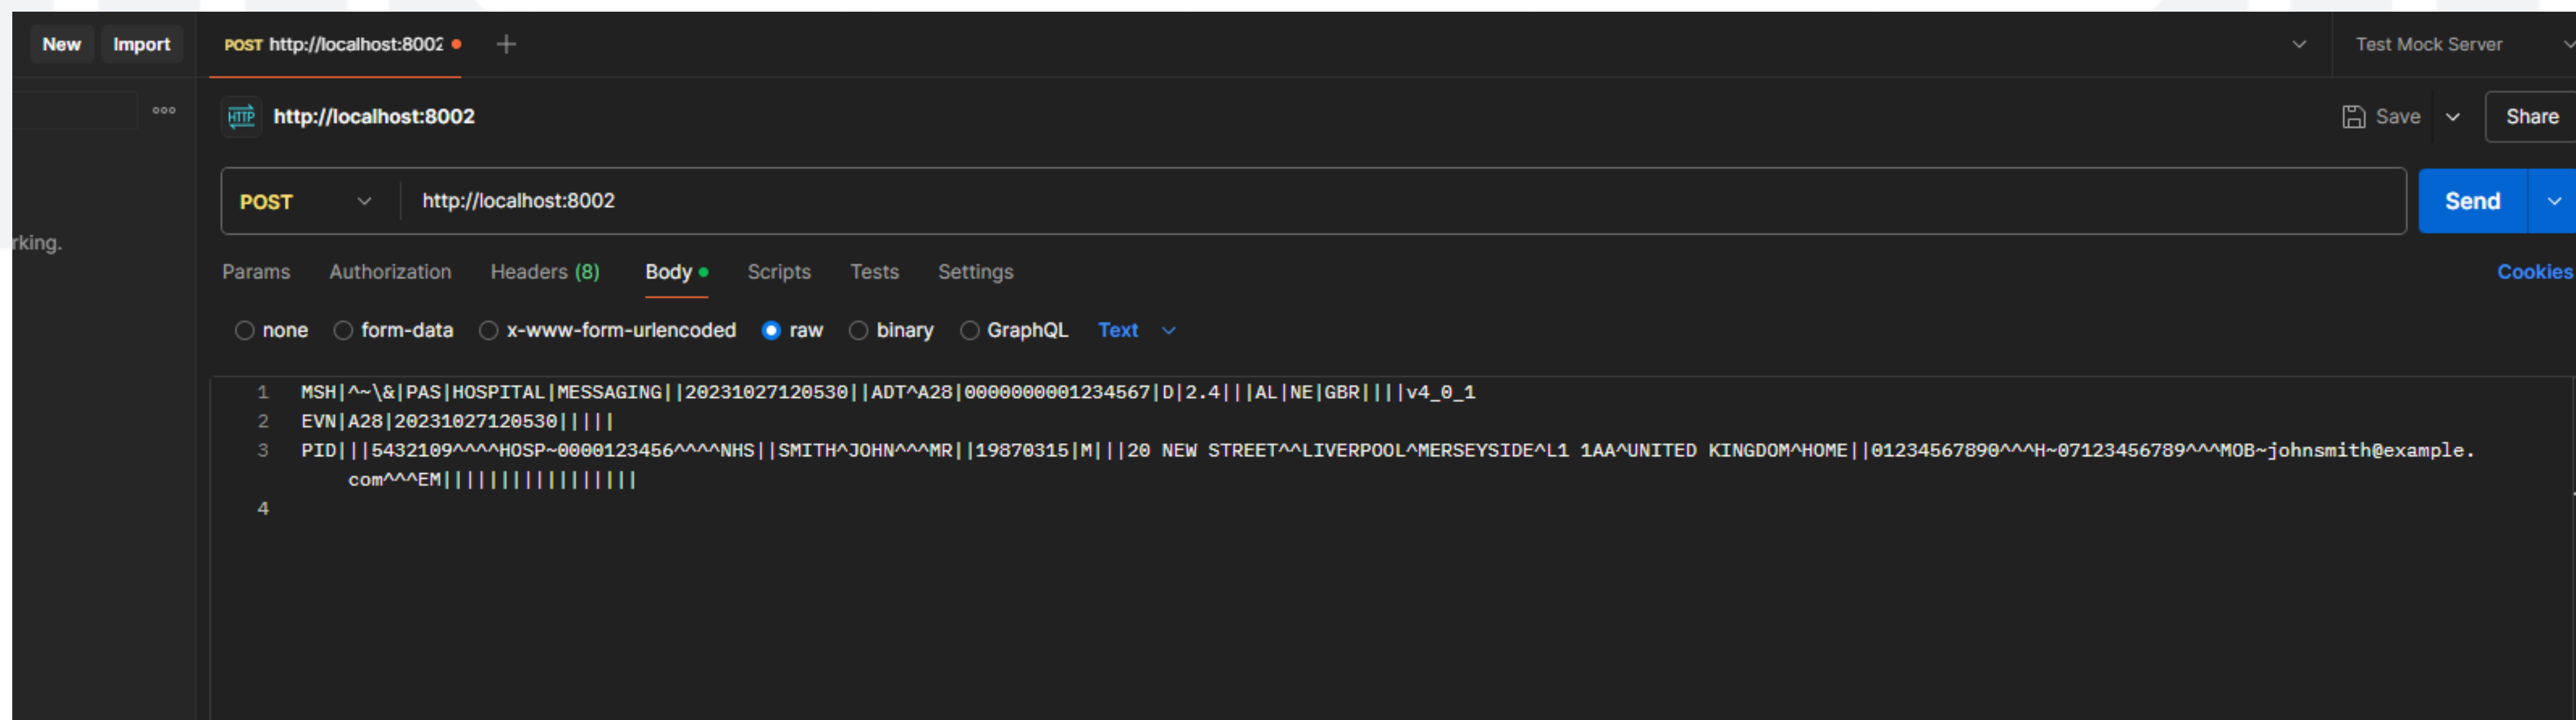 New Import POST http://localhost:8002 Test Mock Server
HTTP http://localhost:8002 Save Share
POST http://localhost:8002 Send
rking.
Params Authorization Headers (8) Body Scripts Tests Settings Cookies
none form-data x-www-form-urlencoded raw binary GraphQL Text
1 MSH|^~\&|PAS|HOSPITAL|MESSAGING||20231027120530||ADT^A28|0000000001234567|D|2.4|||AL|NE|GBR||||v4_0_1
2 EVN|A28|20231027120530|||||
3 PID|||5432109^^^^HOSP~0000123456^^^^NHS||SMITH^JOHN^^^MR||19870315|M|||20 NEW STREET^^LIVERPOOL^MERSEYSIDE^L1 1AA^UNITED KINGDOM^HOME||01234567890^^^H~07123456789^^^MOB~johnsmith@example.
com^^^EM|||||||||||||||||
4